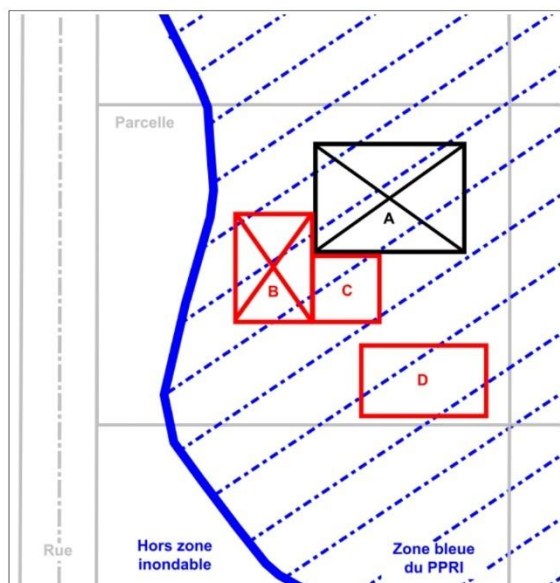 Parcelle
A
B
C
D
Rue
Hors zone
inondable
Zone bleue
du PPRI